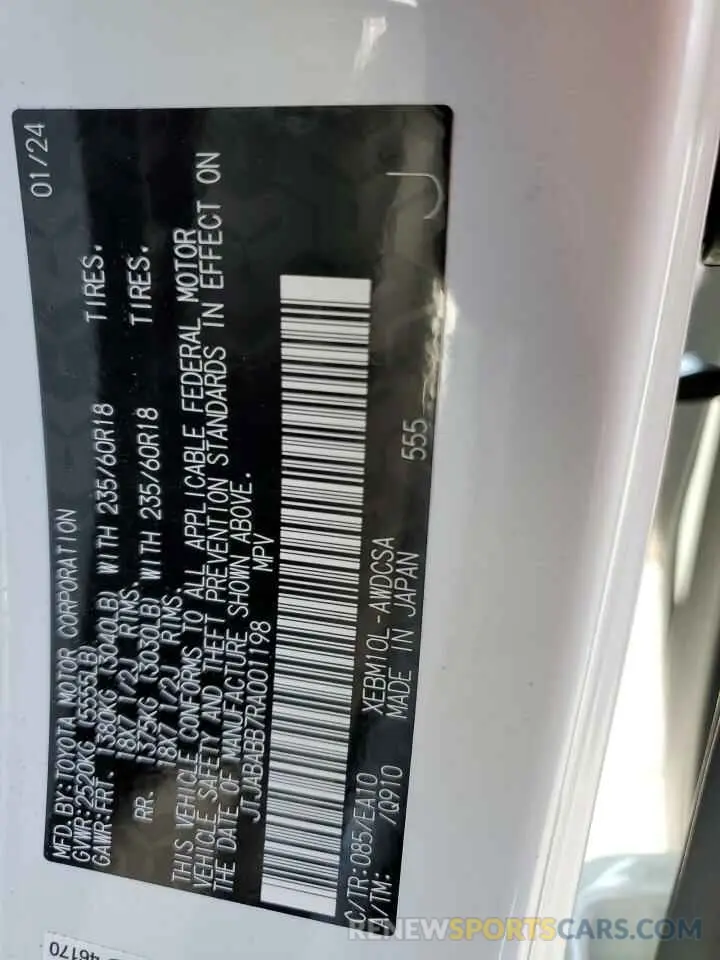 MFD.BY:TOYOTA MOTOR CORPORATION 01/24
GVWR:2520KG (5555LB)
GAWR:FRT. 1380KG (3040LB) WITH 235/60R18 TIRES.
18X7 1/2J RIMS.
RR. 1375KG (3030LB) WITH 235/60R18 TIRES.
18X7 1/2J RIMS.
THIS VEHICLE CONFORMS TO ALL APPLICABLE FEDERAL MOTOR
VEHICLE SAFETY AND THEFT PREVENTION STANDARDS IN EFFECT ON
THE DATE OF MANUFACTURE SHOWN ABOVE.
JTJABABB7RA001198 MPV
C/TR:085/EA10 XEBM10L-AWDCSA 555
A/TM: /Q910 MADE IN JAPAN J
46170
RENEWSPORTSCARS.COM